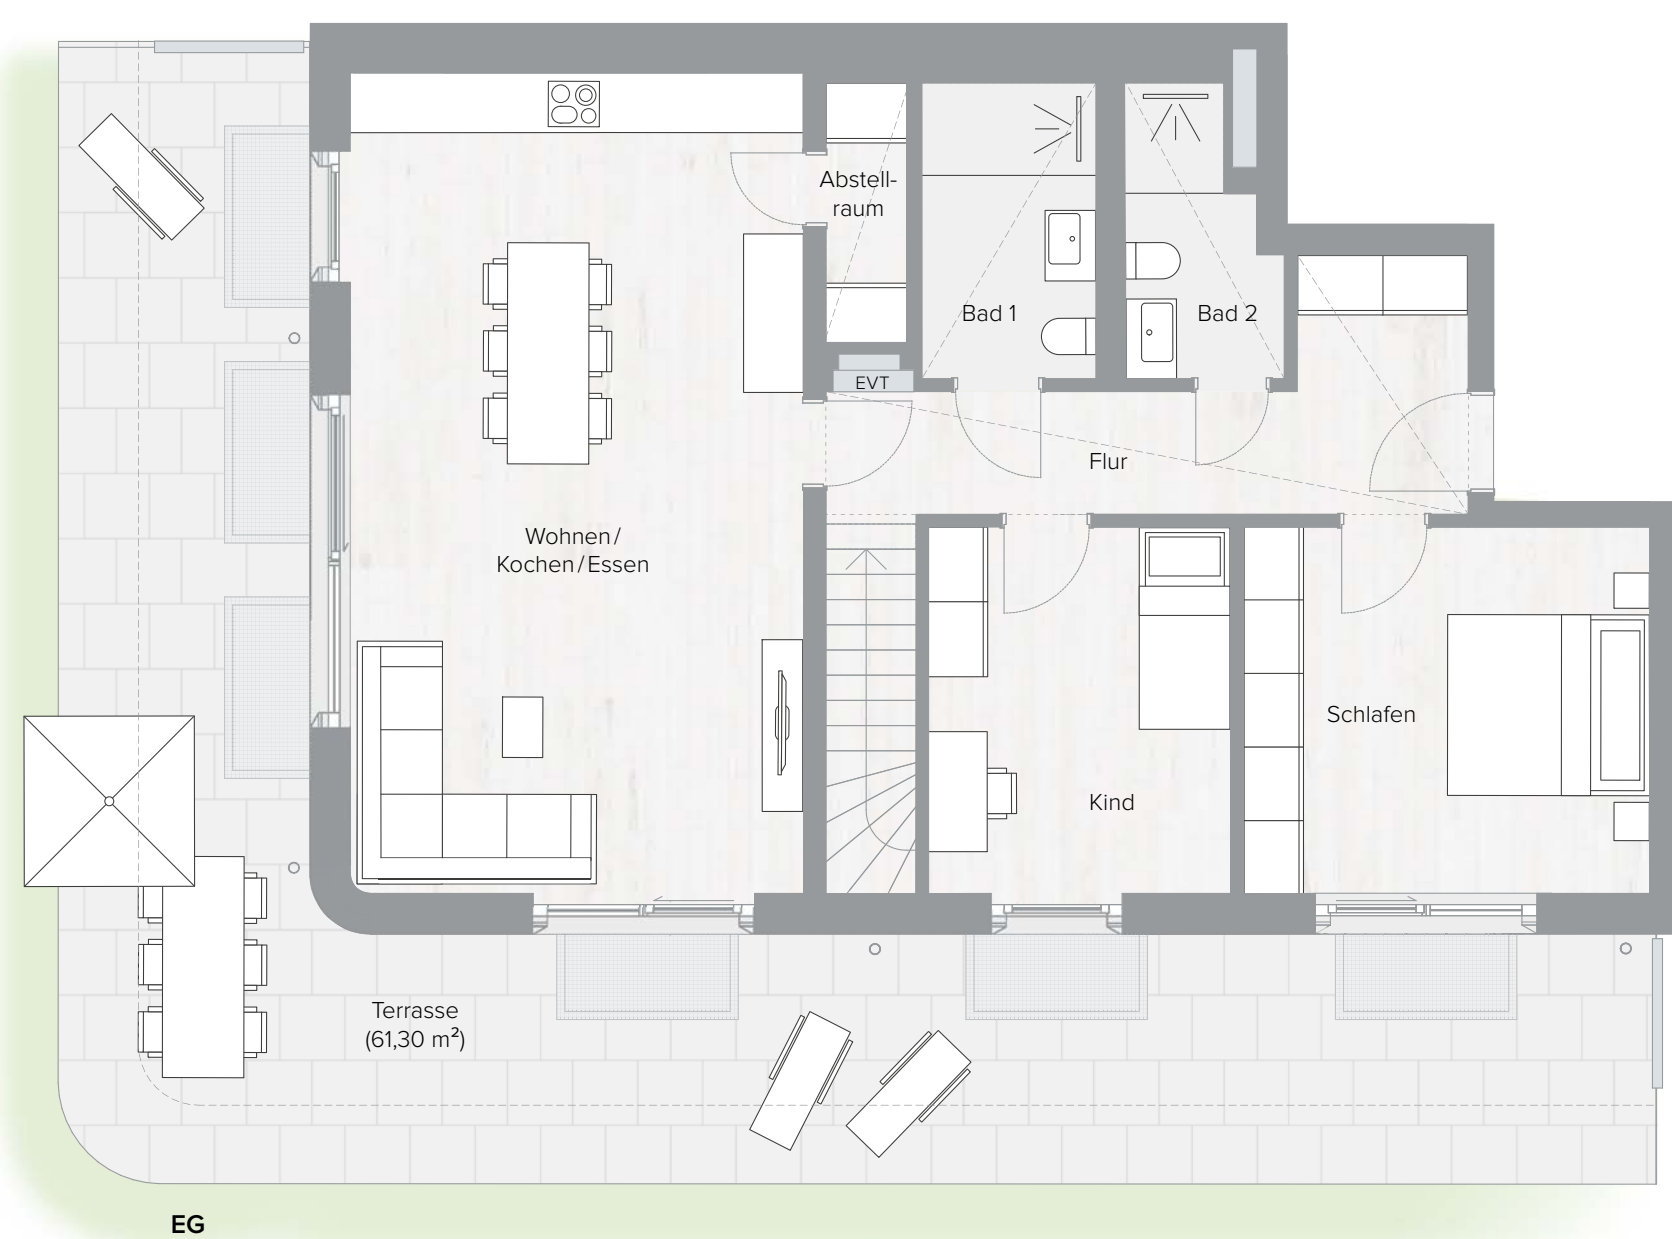 Abstell-
raum
Bad 1
Bad 2
EVT
Flur
Wohnen/
Kochen/Essen
Schlafen
Kind
Terrasse
(61,30 m²)
EG